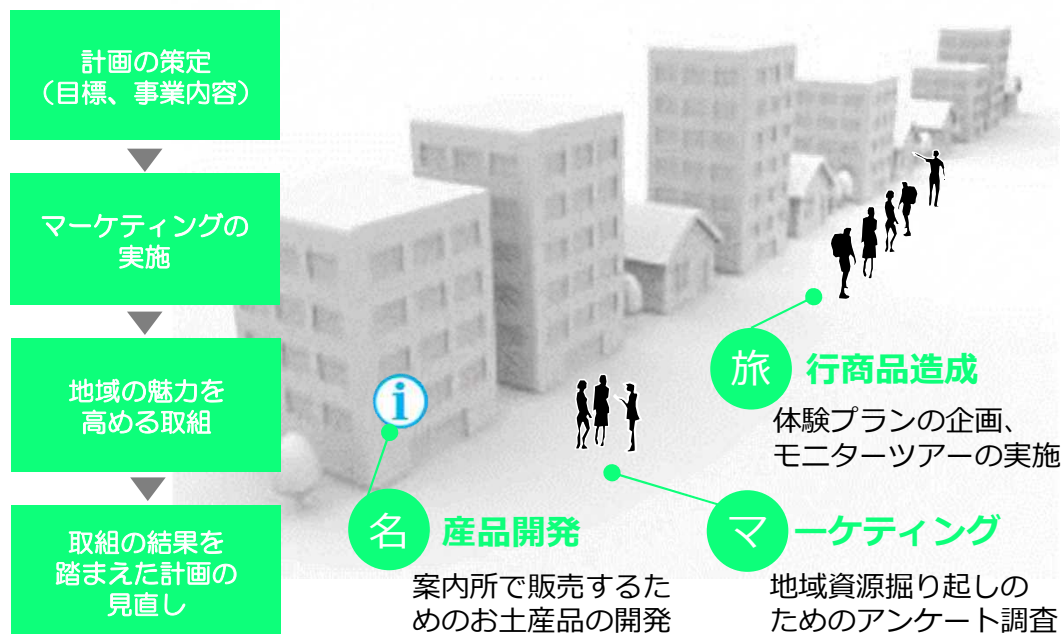 計画の策定
（目標、事業内容）
マーケティングの
実施
地域の魅力を
高める取組
取組の結果を
踏まえた計画の
見直し
i
旅行商品造成
体験プランの企画、
モニターツアーの実施
名産品開発
案内所で販売するた
めのお土産品の開発
マーケティング
地域資源掘り起しの
ためのアンケート調査